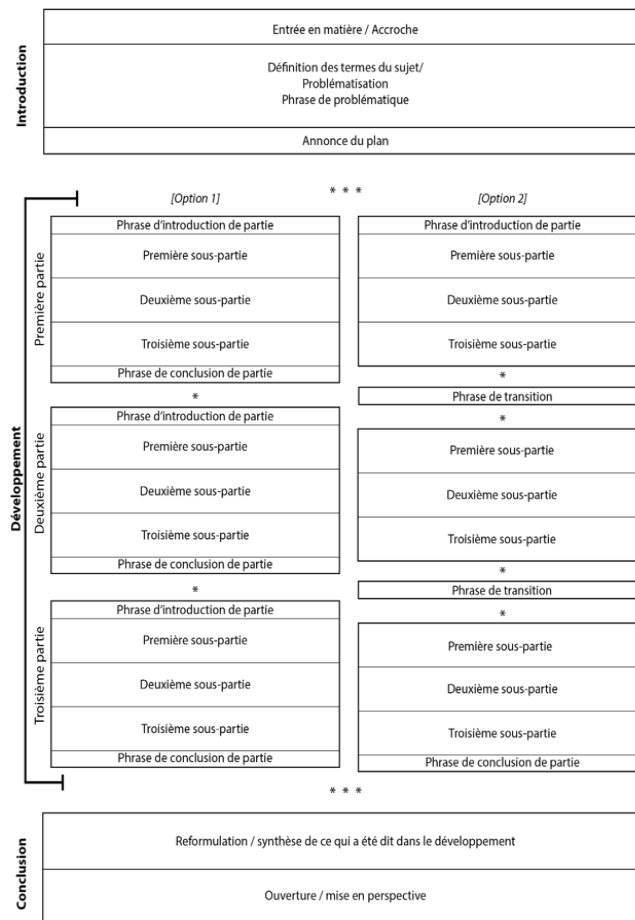 Introduction
Entrée en matière / Accroche
Définition des termes du sujet/
Problématisation
Phrase de problématique
Annonce du plan
* * *
Développement
[Option 1]
Première partie
Phrase d’introduction de partie
Première sous-partie
Deuxième sous-partie
Troisième sous-partie
Phrase de conclusion de partie
*
Deuxième partie
Phrase d’introduction de partie
Première sous-partie
Deuxième sous-partie
Troisième sous-partie
Phrase de conclusion de partie
*
Troisième partie
Phrase d’introduction de partie
Première sous-partie
Deuxième sous-partie
Troisième sous-partie
Phrase de conclusion de partie
[Option 2]
Phrase d’introduction de partie
Première sous-partie
Deuxième sous-partie
Troisième sous-partie
*
Phrase de transition
*
Première sous-partie
Deuxième sous-partie
Troisième sous-partie
*
Phrase de transition
*
Première sous-partie
Deuxième sous-partie
Troisième sous-partie
Phrase de conclusion de partie
* * *
Conclusion
Reformulation / synthèse de ce qui a été dit dans le développement
Ouverture / mise en perspective